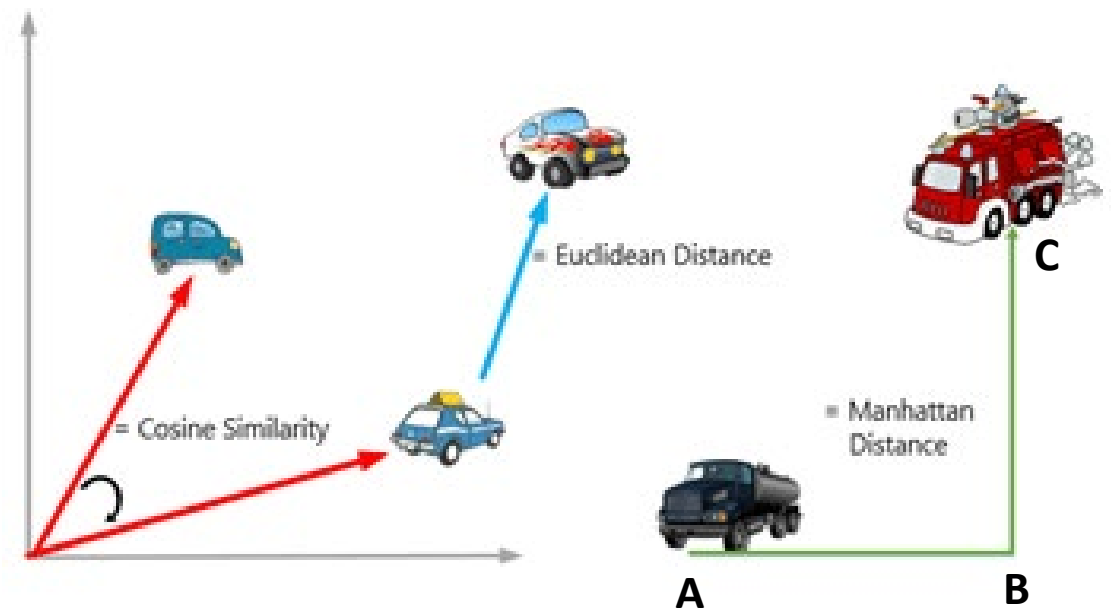 = Euclidean Distance
C
= Manhattan
Distance
= Cosine Similarity
A
B